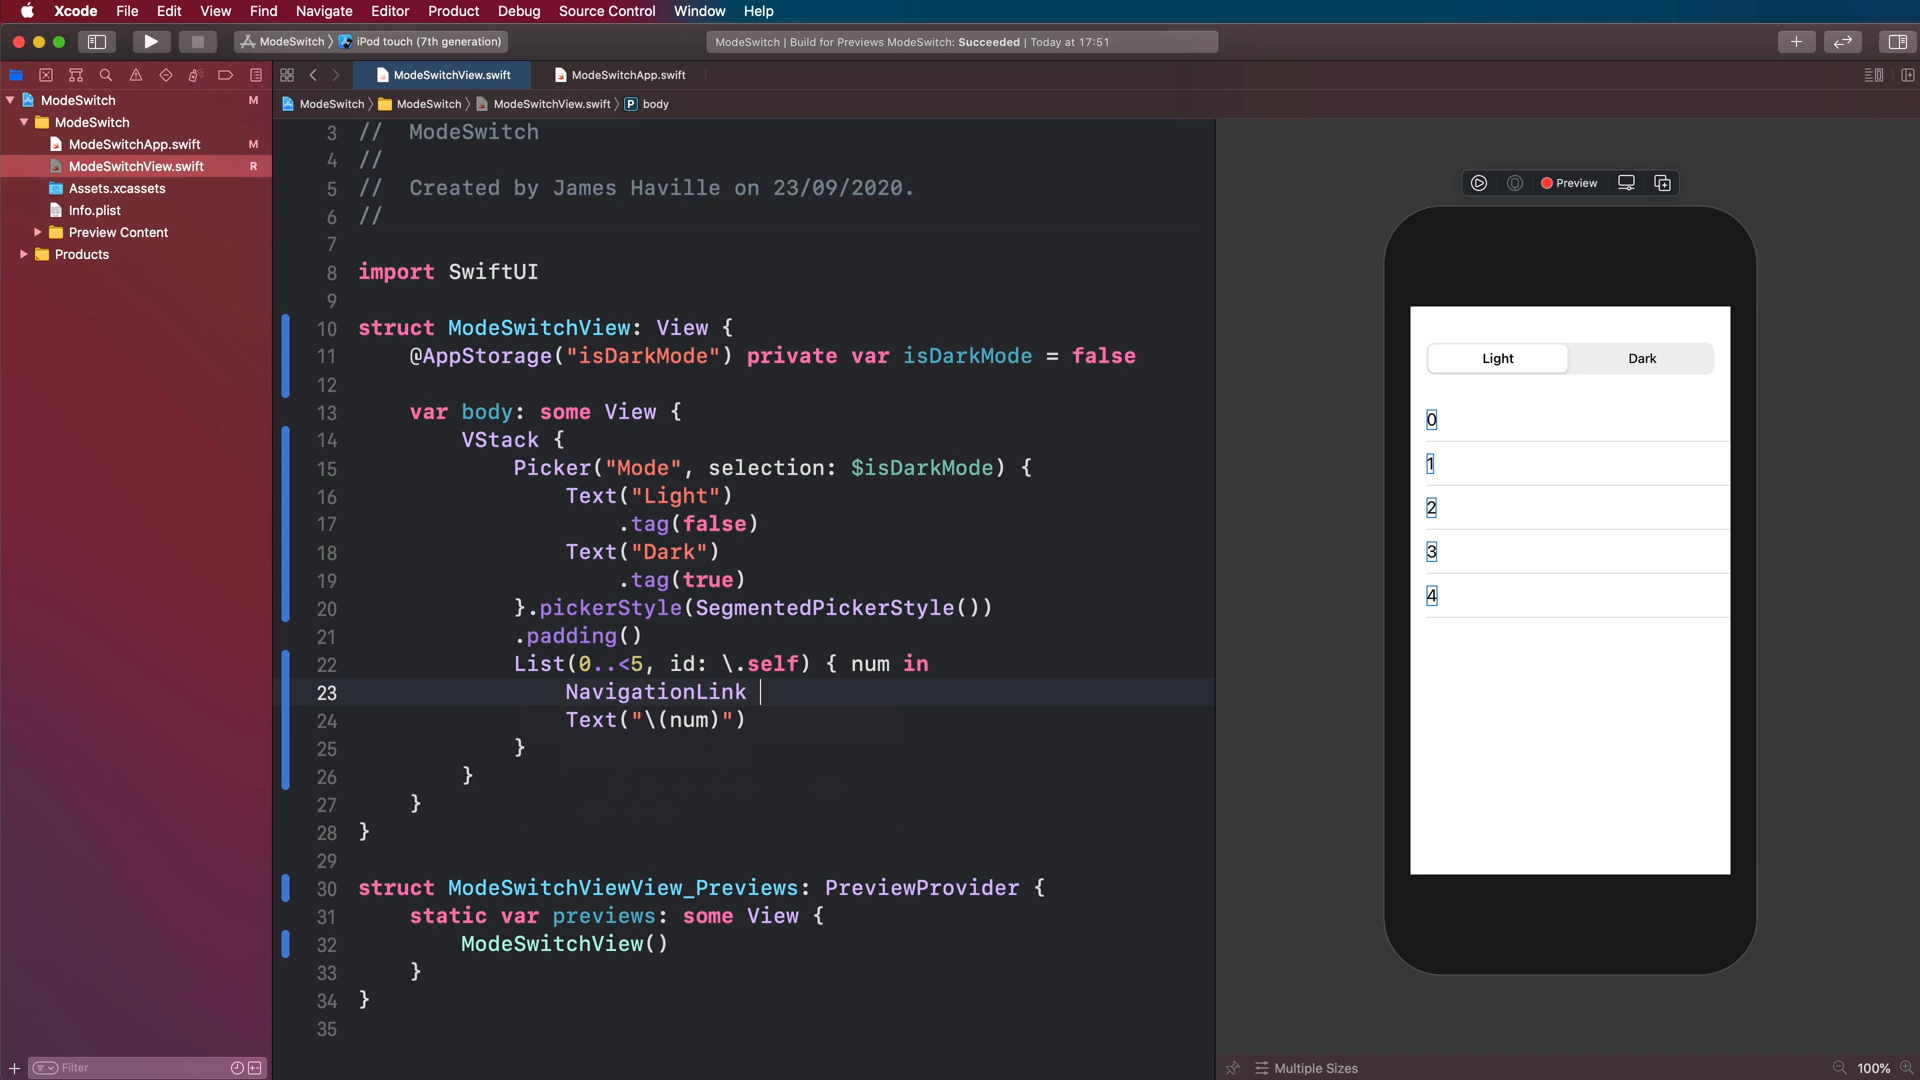 Xcode File Edit View Find Navigate Editor Product Debug Source Control Window Help
ModeSwitch iPod touch (7th generation)
ModeSwitch | Build for Previews ModeSwitch: Succeeded | Today at 17:51
ModeSwitchView.swift
ModeSwitchApp.swift
ModeSwitch ModeSwitch ModeSwitchView.swift P body
ModeSwitch M
ModeSwitch
ModeSwitchApp.swift M
ModeSwitchView.swift R
Assets.xcassets
Info.plist
Preview Content
Products
Filter
3 // ModeSwitch
4 //
5 // Created by James Haville on 23/09/2020.
6 //
7
8 import SwiftUI
9
10 struct ModeSwitchView: View {
11 @AppStorage("isDarkMode") private var isDarkMode = false
12
13 var body: some View {
14 VStack {
15 Picker("Mode", selection: $isDarkMode) {
16 Text("Light")
17 .tag(false)
18 Text("Dark")
19 .tag(true)
20 }.pickerStyle(SegmentedPickerStyle())
21 .padding()
22 List(0..<5, id: \.self) { num in
23 NavigationLink
24 Text("\(num)")
25 }
26 }
27 }
28 }
29
30 struct ModeSwitchViewView_Previews: PreviewProvider {
31 static var previews: some View {
32 ModeSwitchView()
33 }
34 }
35
Preview
Light Dark
0
1
2
3
4
Multiple Sizes
100%